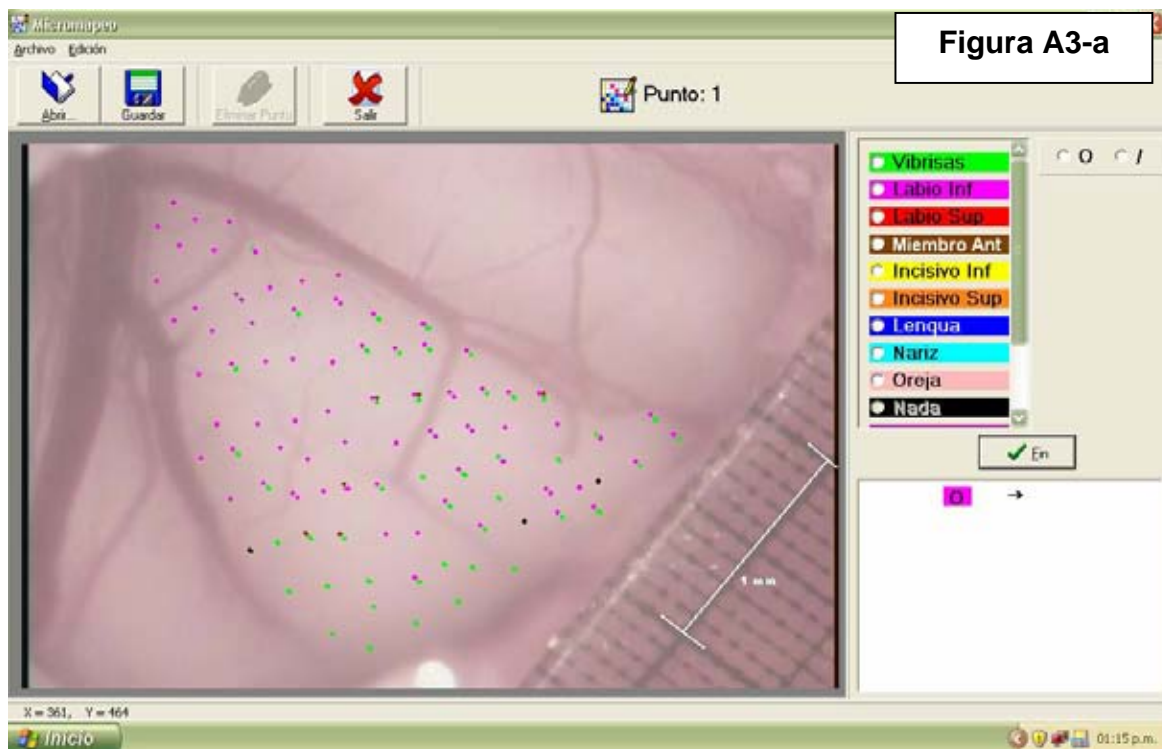 Micromapeo
Figura A3-a
Archivo Edición
Abrir...
Guardar
Eliminar Punto
Salir
Punto: 1
Vibrisas
Labio Inf
Labio Sup
Miembro Ant
Incisivo Inf
Incisivo Sup
Lengua
Nariz
Oreja
Nada
O /
En
O →
1 mm
X = 361, Y = 464
Inicio
01:15 p.m.